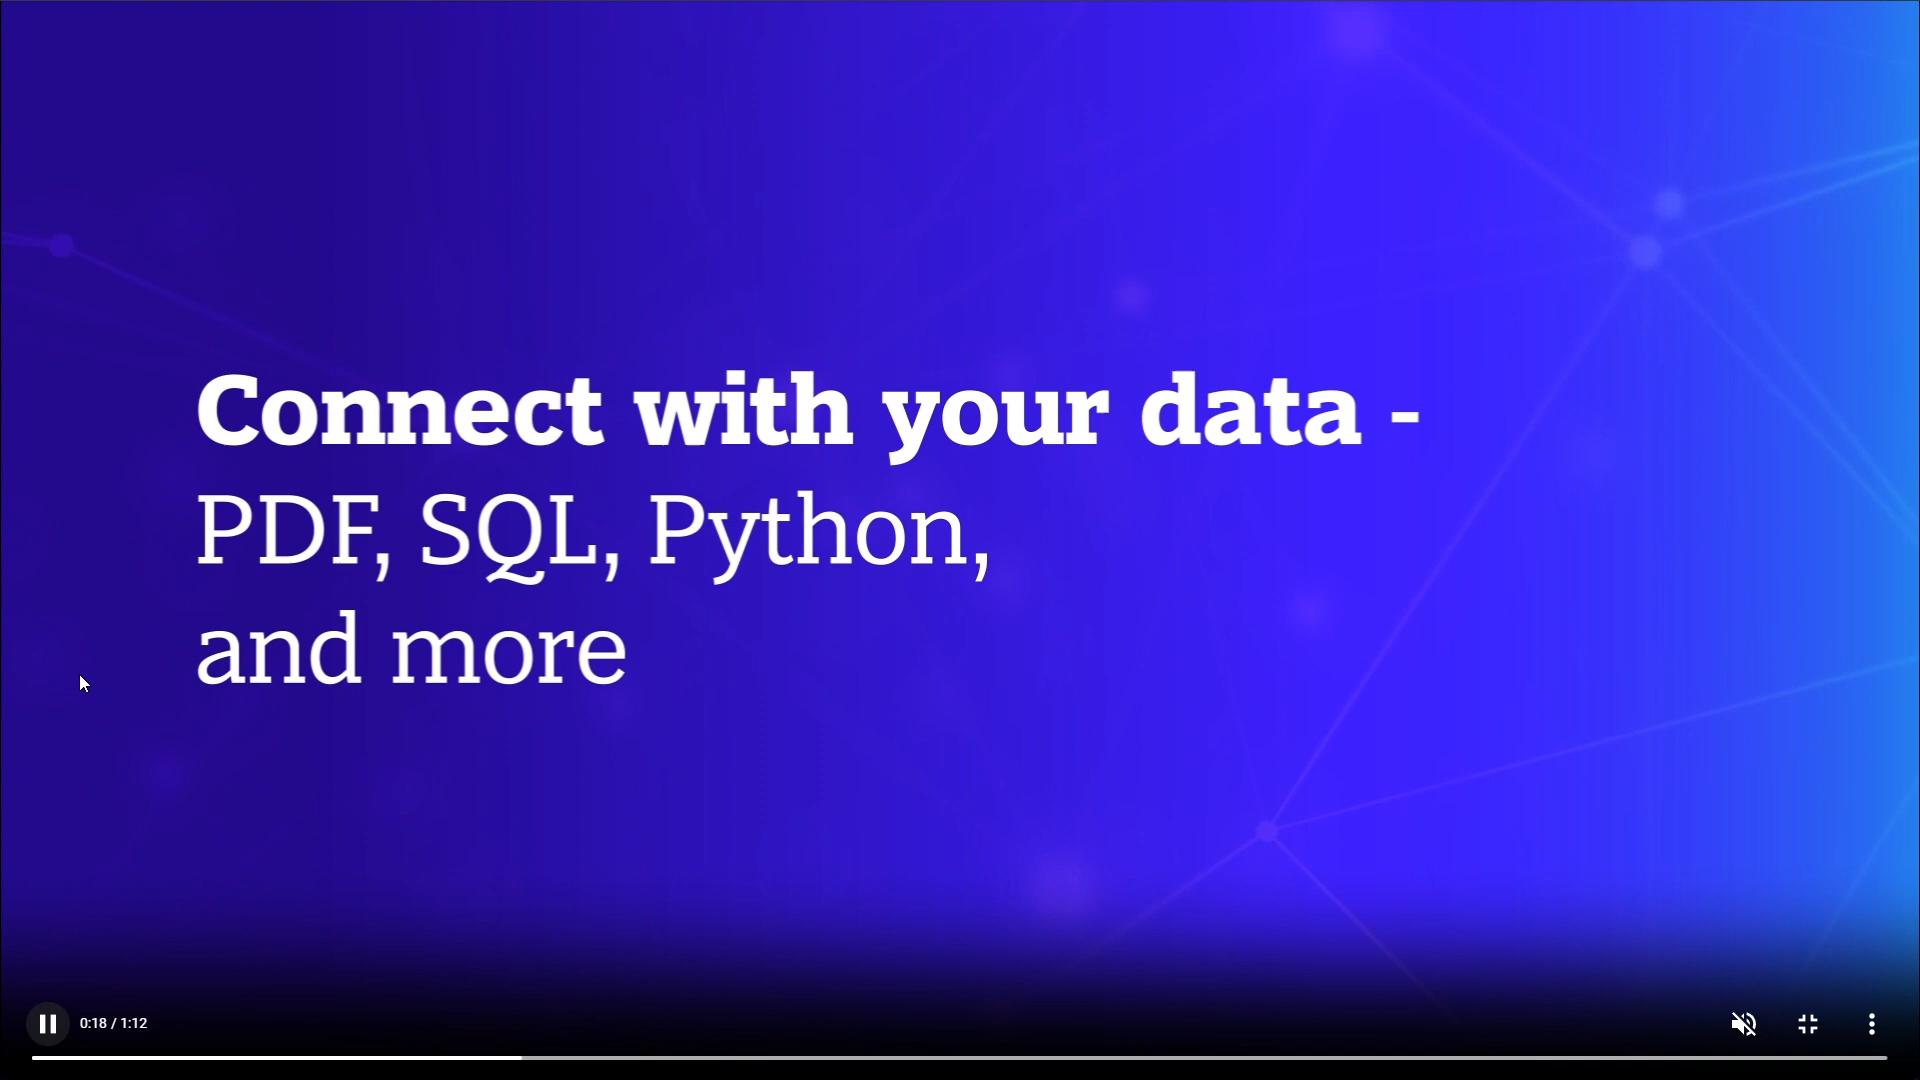 Connect with your data -
PDF, SQL, Python,
and more
0:18 / 1:12